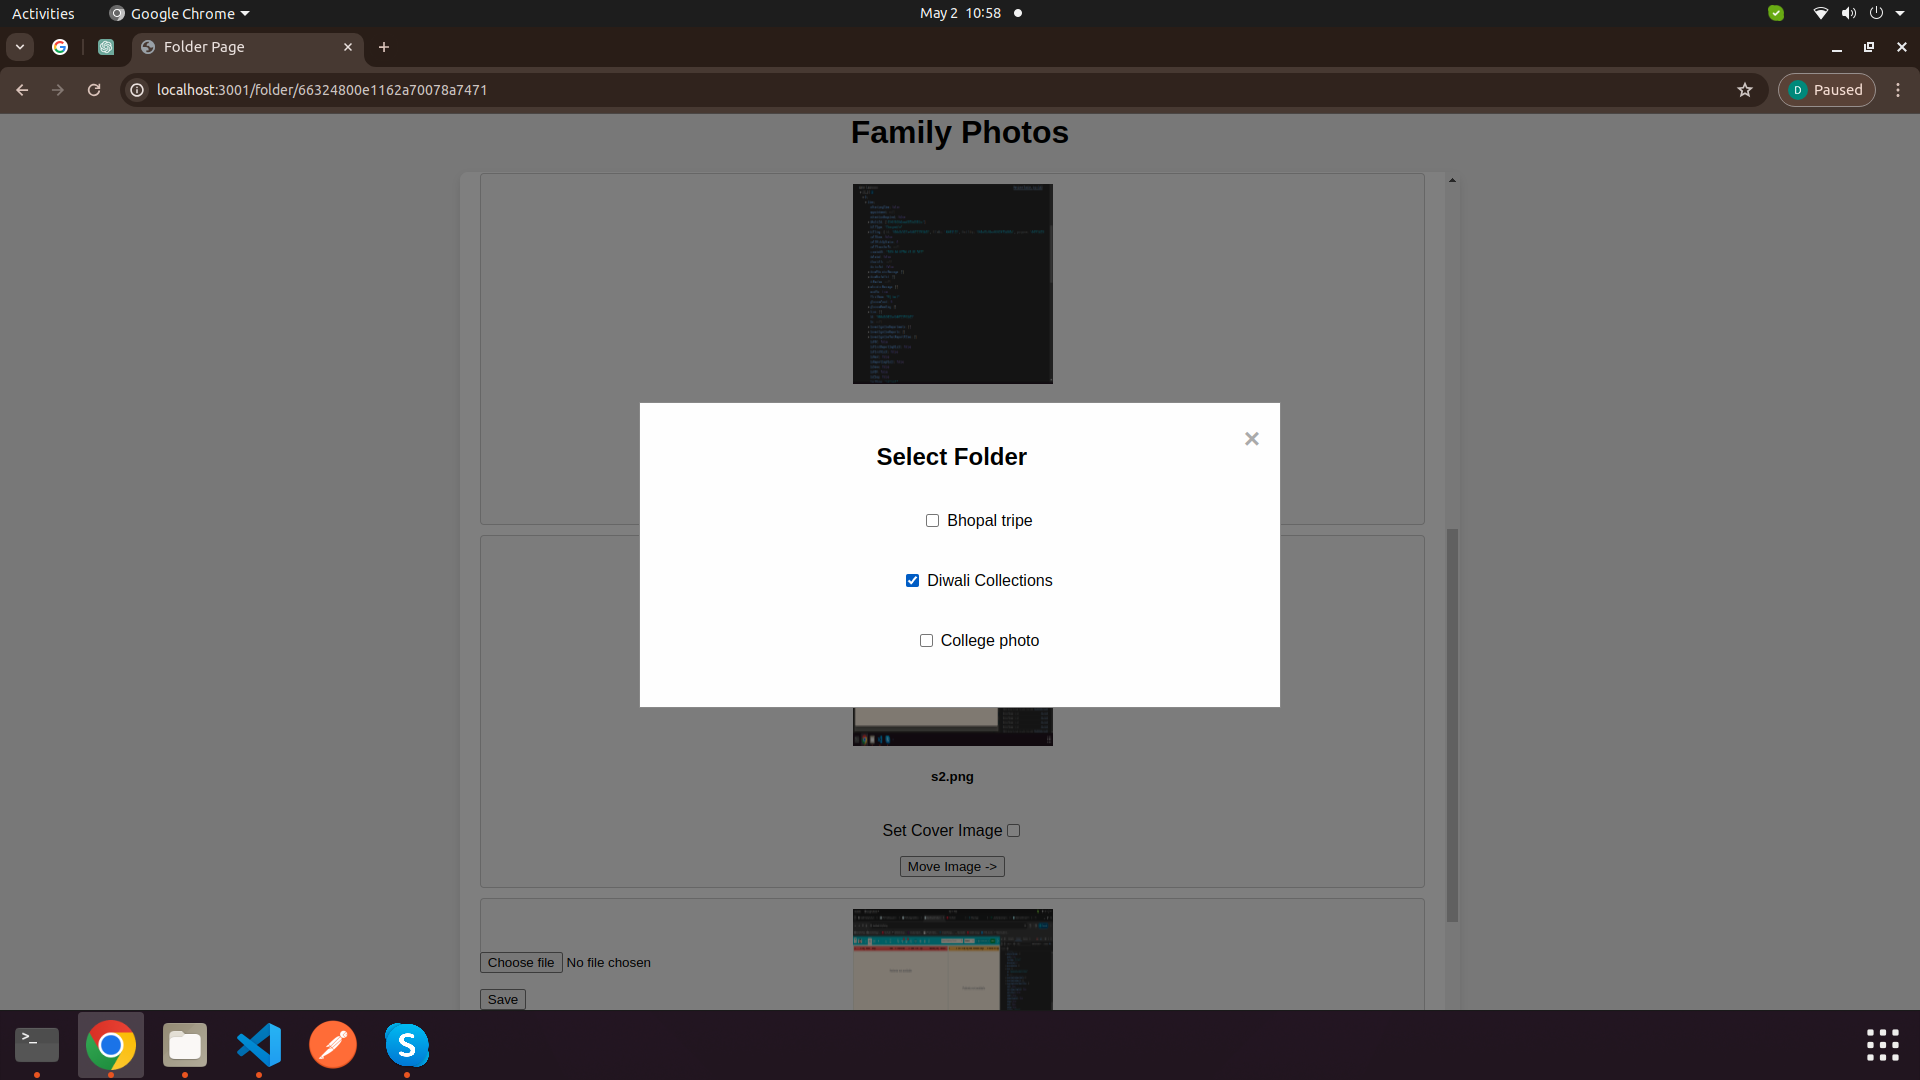 Activities
Google Chrome
May 2 10:58
Folder Page
localhost:3001/folder/66324800e1162a70078a7471
D
Paused
Family Photos
Select Folder
×
Bhopal tripe
Diwali Collections
College photo
s2.png
Set Cover Image
Move Image ->
Choose file No file chosen
Save